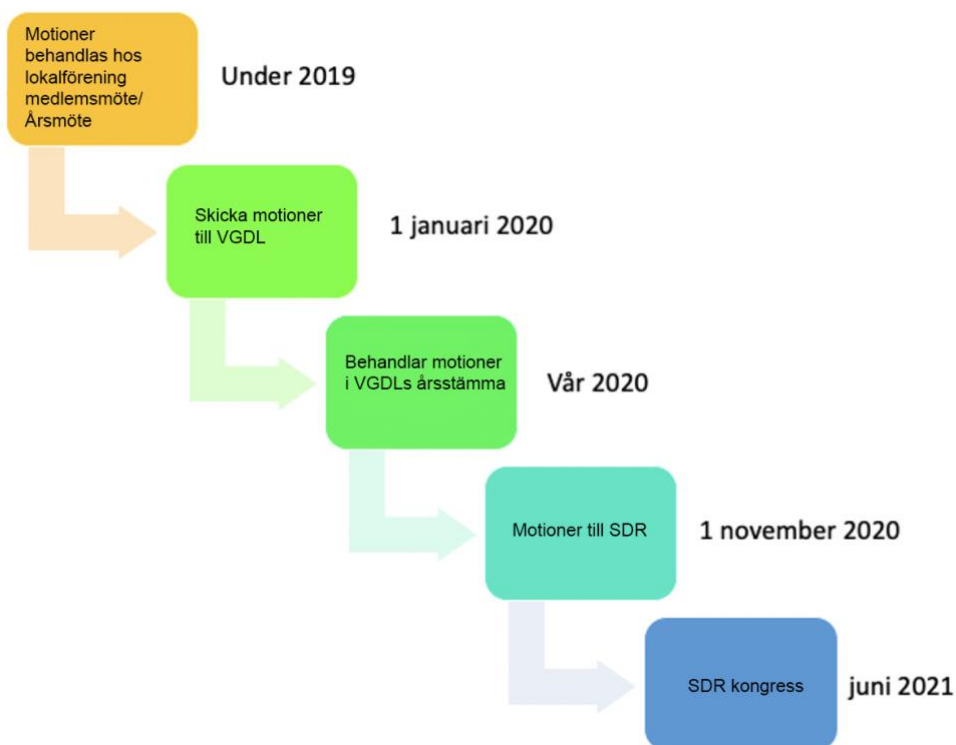 Motioner
behandlas hos
lokalförening
medlemsmöte/
Årsmöte
Under 2019
Skicka motioner
till VGDL
1 januari 2020
Behandlar motioner
i VGDLs årsstämma
Vår 2020
Motioner till SDR
1 november 2020
SDR kongress
juni 2021